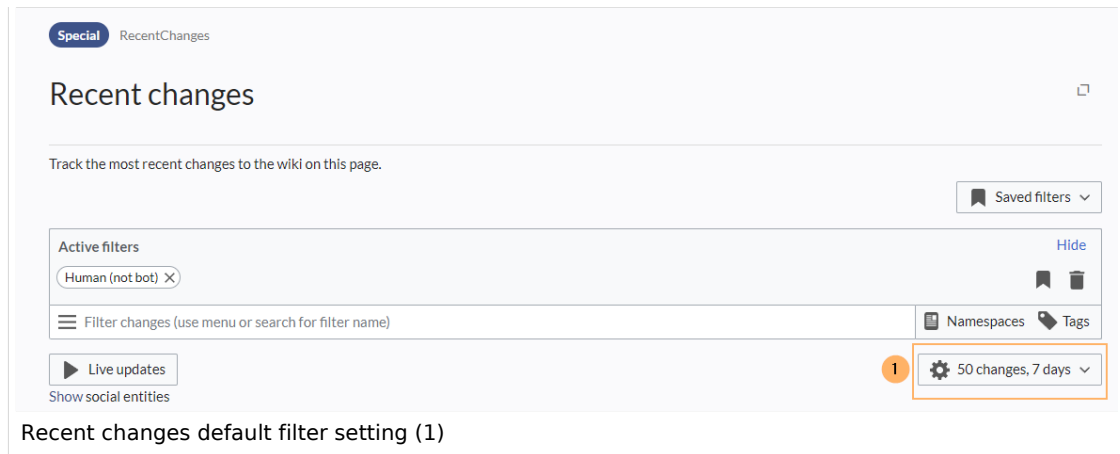 Special RecentChanges
Recent changes
Track the most recent changes to the wiki on this page.
Saved filters
Active filters Hide
Human (not bot)
Filter changes (use menu or search for filter name) Namespaces Tags
Live updates 1 50 changes, 7 days
Show social entities
Recent changes default filter setting (1)